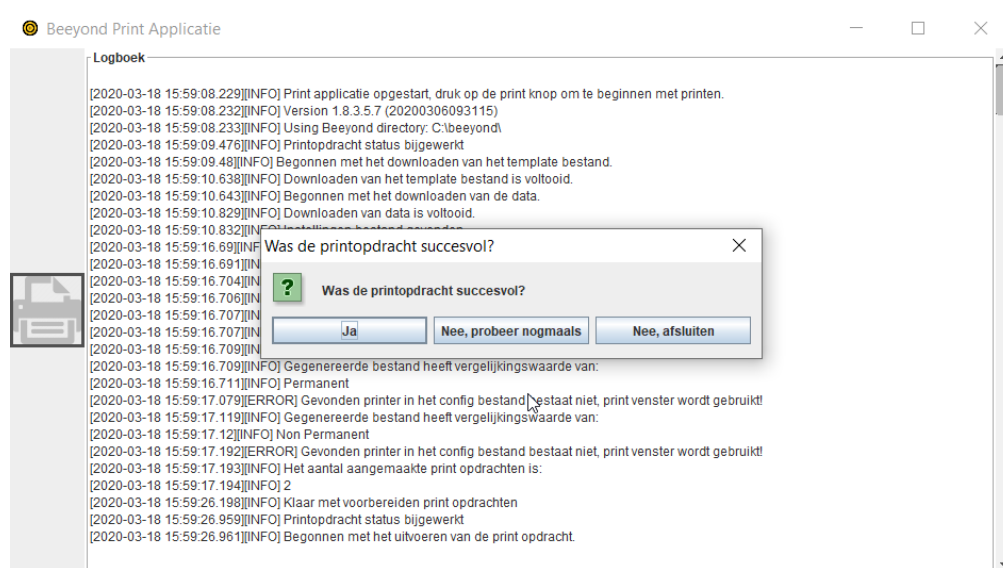 Beeyond Print Applicatie
Logboek
[2020-03-18 15:59:08.229][INFO] Print applicatie opgestart, druk op de print knop om te beginnen met printen.
[2020-03-18 15:59:08.232][INFO] Version 1.8.3.5.7 (20200306093115)
[2020-03-18 15:59:08.233][INFO] Using Beeyond directory: C:\beeyond\
[2020-03-18 15:59:09.476][INFO] Printopdracht status bijgewerkt
[2020-03-18 15:59:09.48][INFO] Begonnen met het downloaden van het template bestand.
[2020-03-18 15:59:10.638][INFO] Downloaden van het template bestand is voltooid.
[2020-03-18 15:59:10.643][INFO] Begonnen met het downloaden van de data.
[2020-03-18 15:59:10.829][INFO] Downloaden van data is voltooid.
[2020-03-18 15:59:10.832][INFO] Instellingen bestand gevonden
[2020-03-18 15:59:16.69][INF
[2020-03-18 15:59:16.691][IN
[2020-03-18 15:59:16.704][IN
[2020-03-18 15:59:16.706][IN
[2020-03-18 15:59:16.707][IN
[2020-03-18 15:59:16.707][IN
[2020-03-18 15:59:16.709][IN
Was de printopdracht succesvol?
?
Was de printopdracht succesvol?
Ja
Nee, probeer nogmaals
Nee, afsluiten
[2020-03-18 15:59:16.709][INFO] Gegenereerde bestand heeft vergelijkingswaarde van:
[2020-03-18 15:59:16.711][INFO] Permanent
[2020-03-18 15:59:17.079][ERROR] Gevonden printer in het config bestand bestaat niet, print venster wordt gebruikt!
[2020-03-18 15:59:17.119][INFO] Gegenereerde bestand heeft vergelijkingswaarde van:
[2020-03-18 15:59:17.12][INFO] Non Permanent
[2020-03-18 15:59:17.192][ERROR] Gevonden printer in het config bestand bestaat niet, print venster wordt gebruikt!
[2020-03-18 15:59:17.193][INFO] Het aantal aangemaakte print opdrachten is:
[2020-03-18 15:59:17.194][INFO] 2
[2020-03-18 15:59:26.198][INFO] Klaar met voorbereiden print opdrachten
[2020-03-18 15:59:26.959][INFO] Printopdracht status bijgewerkt
[2020-03-18 15:59:26.961][INFO] Begonnen met het uitvoeren van de print opdracht.